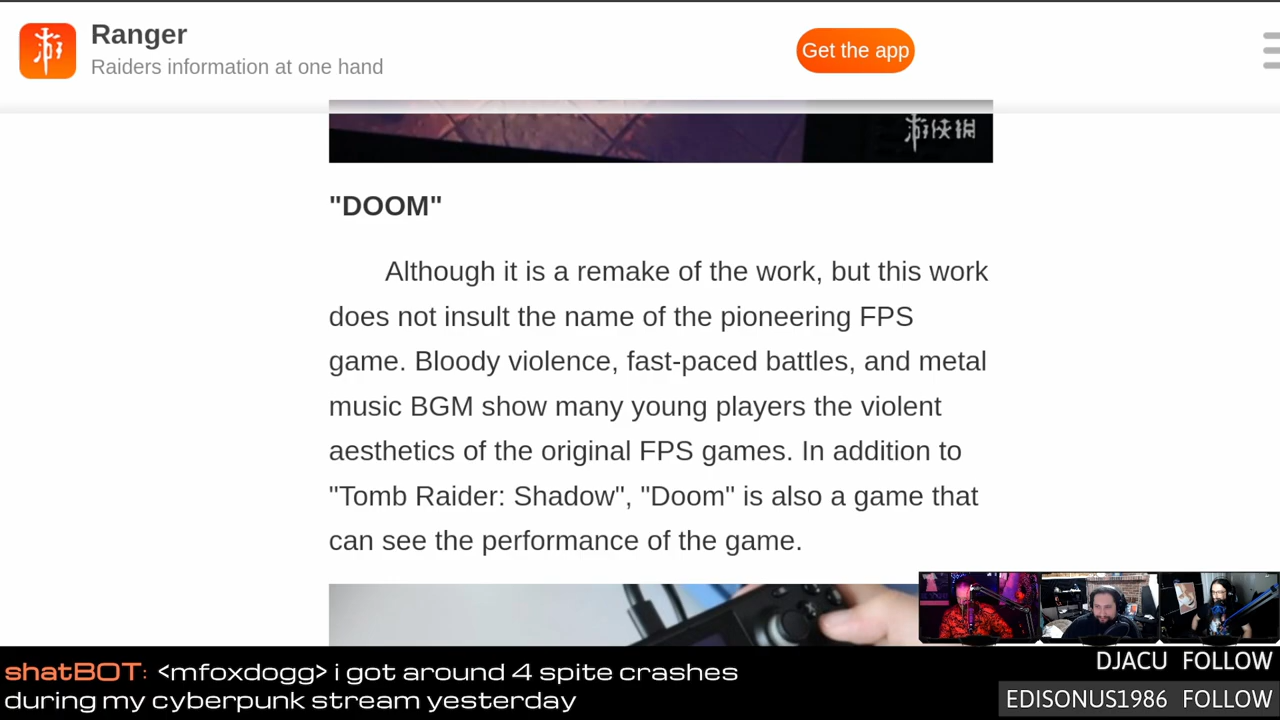 游
Ranger
Raiders information at one hand
Get the app
游侠网
"DOOM"
Although it is a remake of the work, but this work
does not insult the name of the pioneering FPS
game. Bloody violence, fast-paced battles, and metal
music BGM show many young players the violent
aesthetics of the original FPS games. In addition to
"Tomb Raider: Shadow", "Doom" is also a game that
can see the performance of the game.
shatBOT: <mfoxdogg> i got around 4 spite crashes
during my cyberpunk stream yesterday
DJACU FOLLOW
EDISONUS1986 FOLLOW